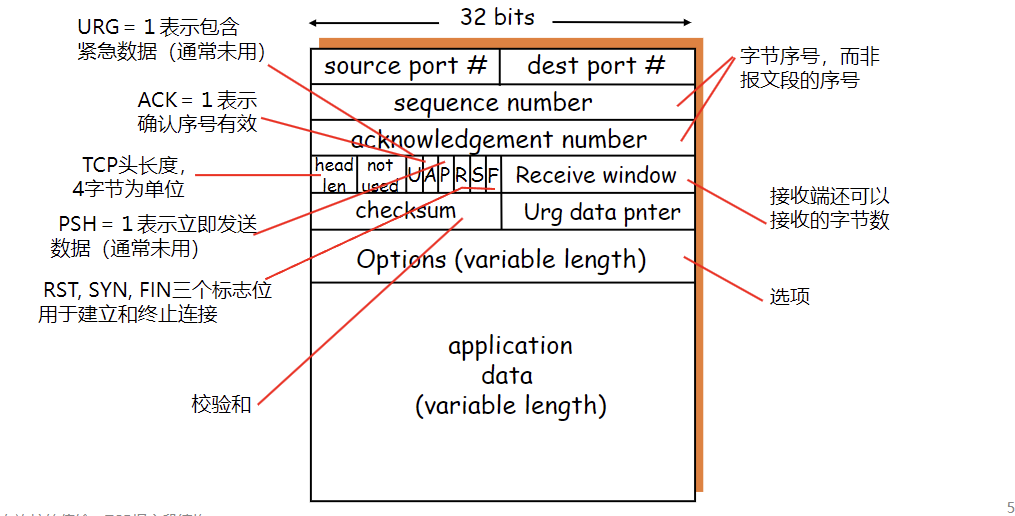 32 bits
URG＝１表示包含
紧急数据（通常未用）
ACK＝１表示
确认序号有效
TCP头长度，
4字节为单位
PSH＝１表示立即发送
数据（通常未用）
RST, SYN, FIN三个标志位
用于建立和终止连接
校验和
source port #
dest port #
sequence number
acknowledgement number
head
len
not
used
U
A
P
R
S
F
Receive window
checksum
Urg data pnter
Options (variable length)
application
data
(variable length)
字节序号，而非
报文段的序号
接收端还可以
接收的字节数
选项
5